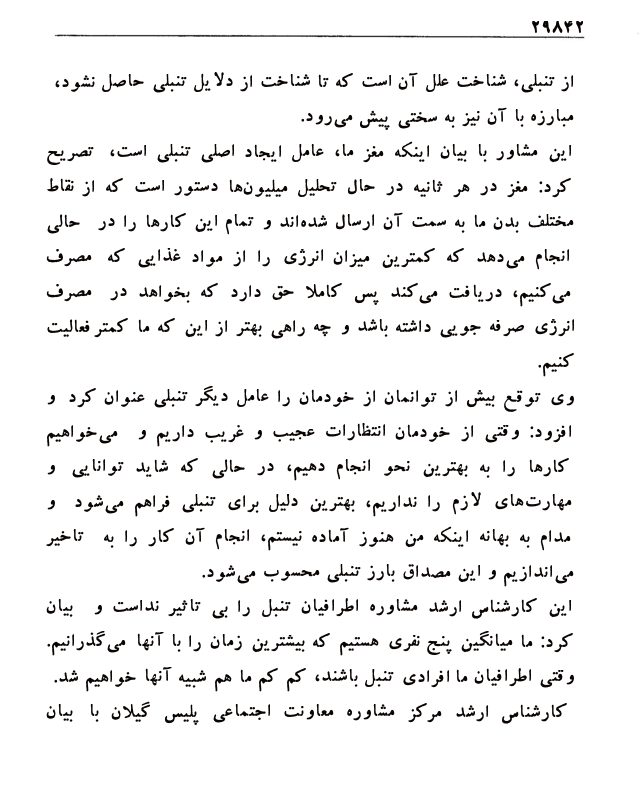 ۲۹۸۴۲
از تنبلی، شناخت علل آن است که تا شناخت از دلایل تنبلی حاصل نشود،
مبارزه با آن نیز به سختی پیش می‌رود.
این مشاور با بیان اینکه مغز ما، عامل ایجاد اصلی تنبلی است، تصریح
کرد: مغز در هر ثانیه در حال تحلیل میلیون‌ها دستور است که از نقاط
مختلف بدن ما به سمت آن ارسال شده‌اند و تمام این کارها را در حالی
انجام می‌دهد که کمترین میزان انرژی را از مواد غذایی که مصرف
می‌کنیم، دریافت می‌کند پس کاملا حق دارد که بخواهد در مصرف
انرژی صرفه جویی داشته باشد و چه راهی بهتر از این که ما کمتر فعالیت
کنیم.
وی توقع بیش از توانمان از خودمان را عامل دیگر تنبلی عنوان کرد و
افزود: وقتی از خودمان انتظارات عجیب و غریب داریم و می‌خواهیم
کارها را به بهترین نحو انجام دهیم، در حالی که شاید توانایی و
مهارت‌های لازم را نداریم، بهترین دلیل برای تنبلی فراهم می‌شود و
مدام به بهانه اینکه من هنوز آماده نیستم، انجام آن کار را به تاخیر
می‌اندازیم و این مصداق بارز تنبلی محسوب می‌شود.
این کارشناس ارشد مشاوره اطرافیان تنبل را بی تاثیر نداست و بیان
کرد: ما میانگین پنج نفری هستیم که بیشترین زمان را با آنها می‌گذرانیم.
وقتی اطرافیان ما افرادی تنبل باشند، کم کم ما هم شبیه آنها خواهیم شد.
کارشناس ارشد مرکز مشاوره معاونت اجتماعی پلیس گیلان با بیان